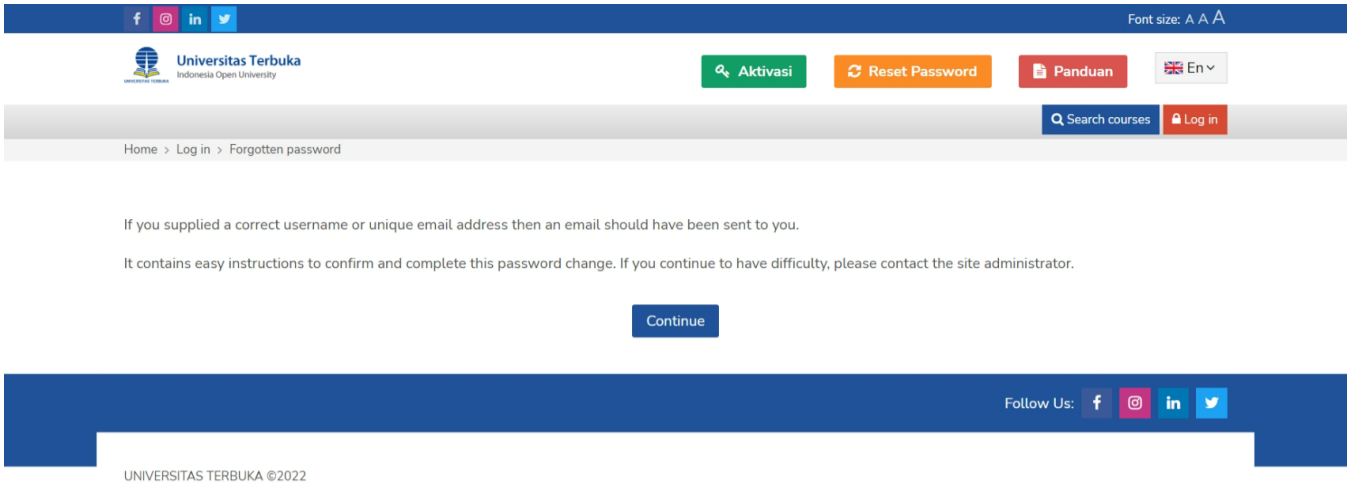 Font size: A A A
Universitas Terbuka
Indonesia Open University
UNIVERSITAS TERBUKA
Aktivasi
Reset Password
Panduan
En
Search courses
Log in
Home > Log in > Forgotten password
If you supplied a correct username or unique email address then an email should have been sent to you.
It contains easy instructions to confirm and complete this password change. If you continue to have difficulty, please contact the site administrator.
Continue
Follow Us:
UNIVERSITAS TERBUKA ©2022